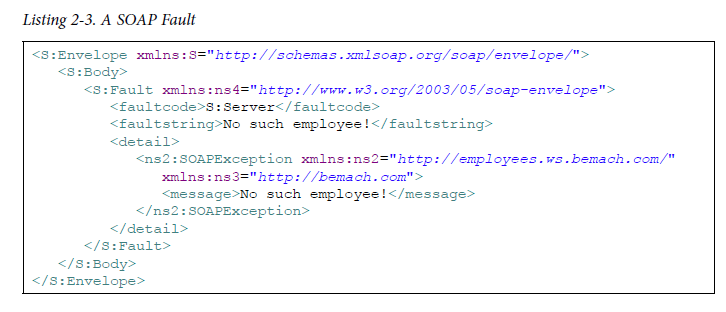 Listing 2-3. A SOAP Fault
<S:Envelope xmlns:S="http://schemas.xmlsoap.org/soap/envelope/">
<S:Body>
<S:Fault xmlns:ns4="http://www.w3.org/2003/05/soap-envelope">
<faultcode>S:Server</faultcode>
<faultstring>No such employee!</faultstring>
<detail>
<ns2:SOAPException xmlns:ns2="http://employees.ws.bemach.com/"
xmlns:ns3="http://bemach.com">
<message>No such employee!</message>
</ns2:SOAPException>
</detail>
</S:Fault>
</S:Body>
</S:Envelope>